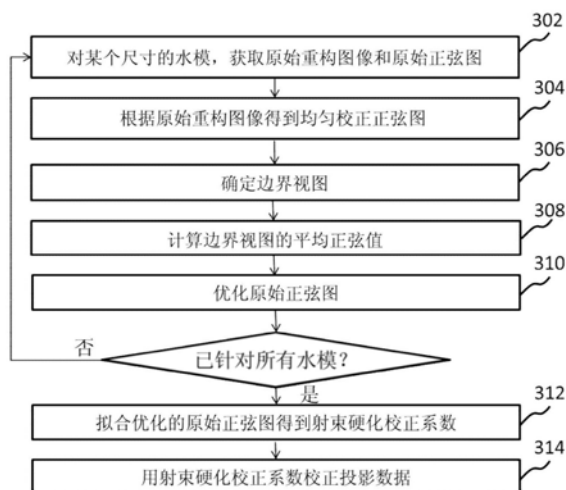 302
对某个尺寸的水模，获取原始重构图像和原始正弦图
304
根据原始重构图像得到均匀校正正弦图
306
确定边界视图
308
计算边界视图的平均正弦值
310
优化原始正弦图
否
已针对所有水模？
是
312
拟合优化的原始正弦图得到射束硬化校正系数
314
用射束硬化校正系数校正投影数据